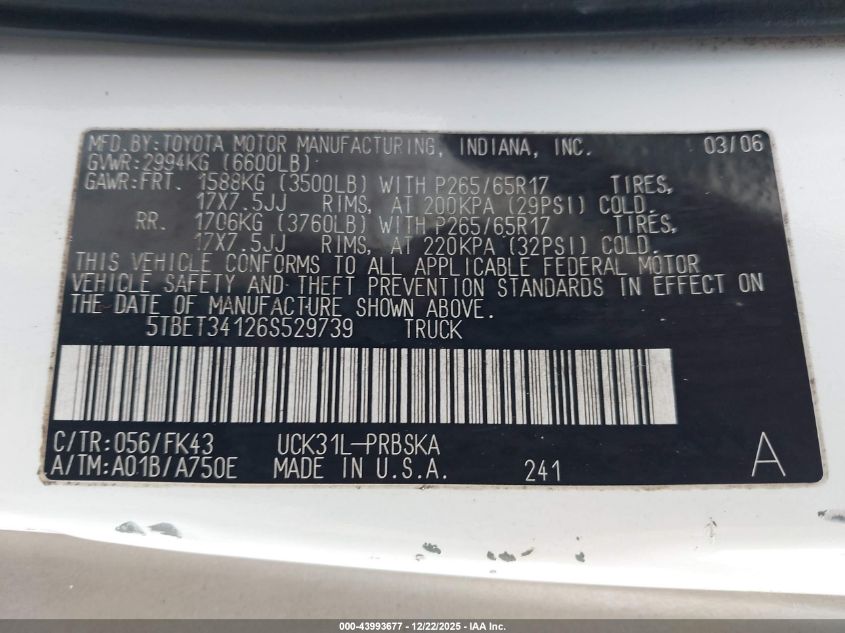 MFD.BY:TOYOTA MOTOR MANUFACTURING, INDIANA, INC. 03/06
GVWR:2994KG (6600LB)
GAWR:FRT. 1588KG (3500LB) WITH P265/65R17 TIRES,
17X7.5JJ RIMS, AT 200KPA (29PSI) COLD.
RR. 1706KG (3760LB) WITH P265/65R17 TIRES,
17X7.5JJ RIMS, AT 220KPA (32PSI) COLD.
THIS VEHICLE CONFORMS TO ALL APPLICABLE FEDERAL MOTOR
VEHICLE SAFETY AND THEFT PREVENTION STANDARDS IN EFFECT ON
THE DATE OF MANUFACTURE SHOWN ABOVE.
5TBET34126S529739 TRUCK
C/TR:056/FK43 UCK31L-PRBSKA
A/TM:A01B/A750E MADE IN U.S.A. 241 A
000-43993677 - 12/22/2025 - IAA Inc.